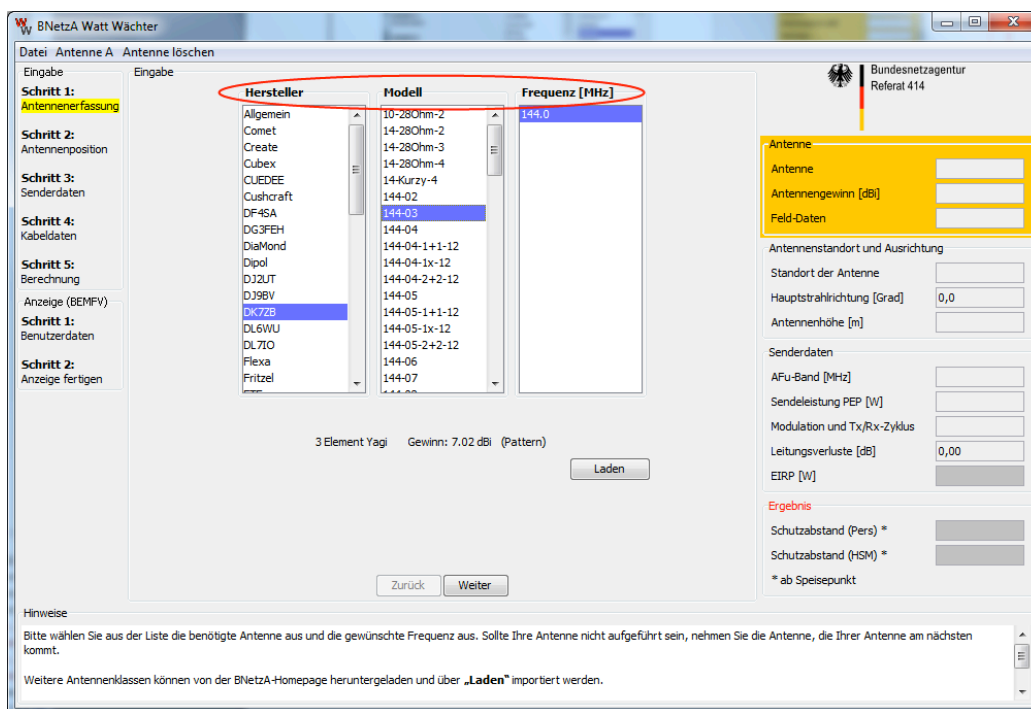 BNetzA Watt Wächter
Datei Antenne A Antenne löschen
Eingabe
Schritt 1:
Antennenerfassung
Schritt 2:
Antennenposition
Schritt 3:
Senderdaten
Schritt 4:
Kabeldaten
Schritt 5:
Berechnung
Anzeige (BEMFV)
Schritt 1:
Benutzerdaten
Schritt 2:
Anzeige fertigen
Eingabe
Hersteller
Allgemein
Comet
Create
Cubex
CUEDEE
Cushcraft
DF4SA
DG3FEH
DiaMond
Dipol
DJ2UT
DJ9BV
DK7ZB
DL6WU
DL7IO
Flexa
Fritzel
Modell
10-28Ohm-2
14-28Ohm-2
14-28Ohm-3
14-28Ohm-4
14-Kurzy-4
144-02
144-03
144-04
144-04-1+1-12
144-04-1x-12
144-04-2+2-12
144-05
144-05-1+1-12
144-05-1x-12
144-05-2+2-12
144-06
144-07
Frequenz [MHz]
144.0
3 Element Yagi Gewinn: 7.02 dBi (Pattern)
Laden
Zurück Weiter
Bundesnetzagentur
Referat 414
Antenne
Antenne
Antennengewinn [dBi]
Feld-Daten
Antennenstandort und Ausrichtung
Standort der Antenne
Hauptstrahlrichtung [Grad] 0,0
Antennenhöhe [m]
Senderdaten
AFu-Band [MHz]
Sendeleistung PEP [W]
Modulation und Tx/Rx-Zyklus
Leitungsverluste [dB] 0,00
EIRP [W]
Ergebnis
Schutzabstand (Pers) *
Schutzabstand (HSM) *
* ab Speisepunkt
Hinweise
Bitte wählen Sie aus der Liste die benötigte Antenne aus und die gewünschte Frequenz aus. Sollte Ihre Antenne nicht aufgeführt sein, nehmen Sie die Antenne, die Ihrer Antenne am nächsten
kommt.
Weitere Antennenklassen können von der BNetzA-Homepage heruntergeladen und über „Laden“ importiert werden.